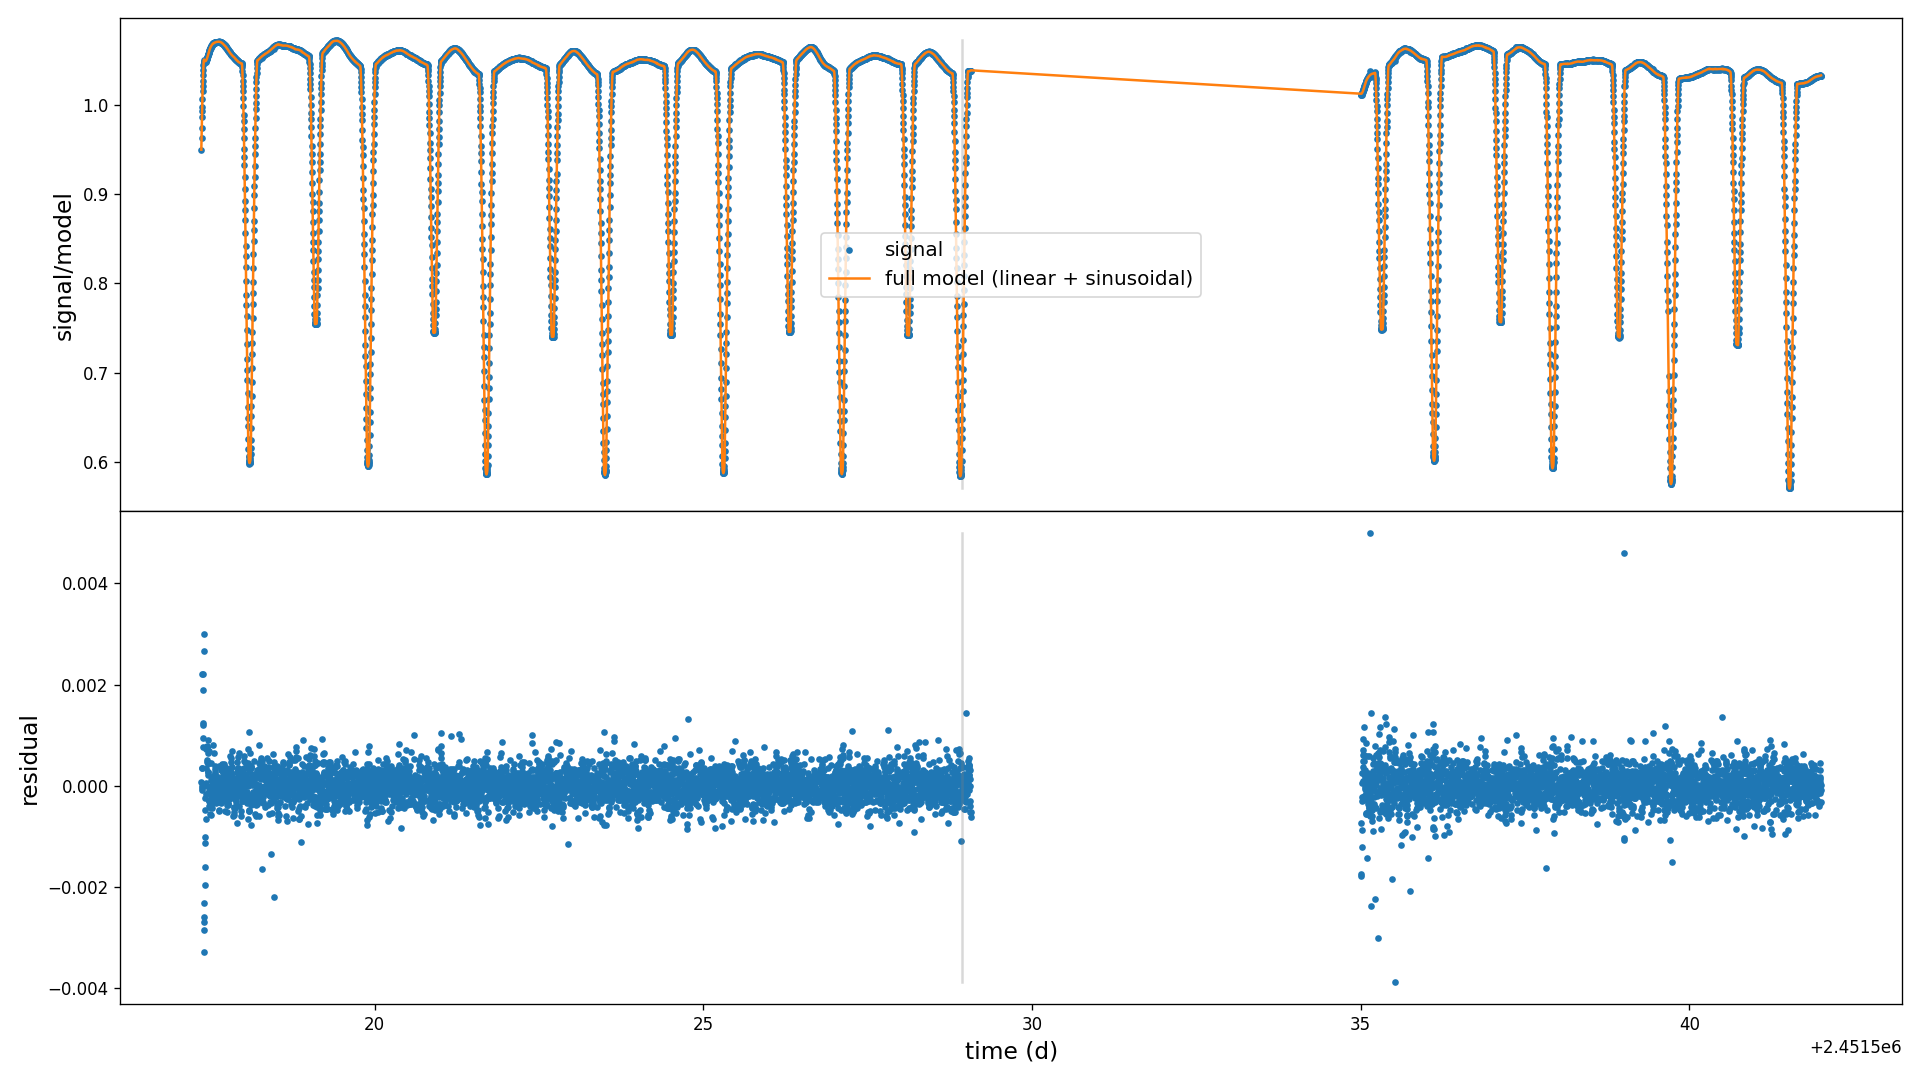 signal/model
1.0
0.9
0.8
0.7
0.6
signal
full model (linear + sinusoidal)
residual
0.004
0.002
0.000
−0.002
−0.004
20
25
30
35
40
time (d)
+2.4515e6